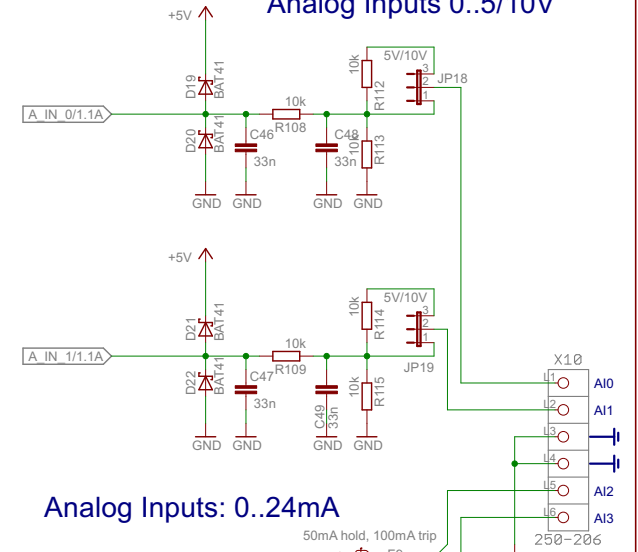 Analog Inputs 0..5/10V
+5V
5V/10V
10k
R112
3
2
1
JP18
D19
BAT41
A_IN_0/1.1A
10k
R108
D20
BAT41
C46
33n
C48
33n
10k
R113
GND
GND
GND
GND
+5V
5V/10V
10k
R114
3
2
1
JP19
D21
BAT41
A_IN_1/1.1A
10k
R109
D22
BAT41
C47
33n
C49
33n
10k
R115
GND
GND
GND
GND
X10
L1
AI0
L2
AI1
L3
L4
L5
AI2
L6
AI3
250-206
Analog Inputs: 0..24mA
50mA hold, 100mA trip